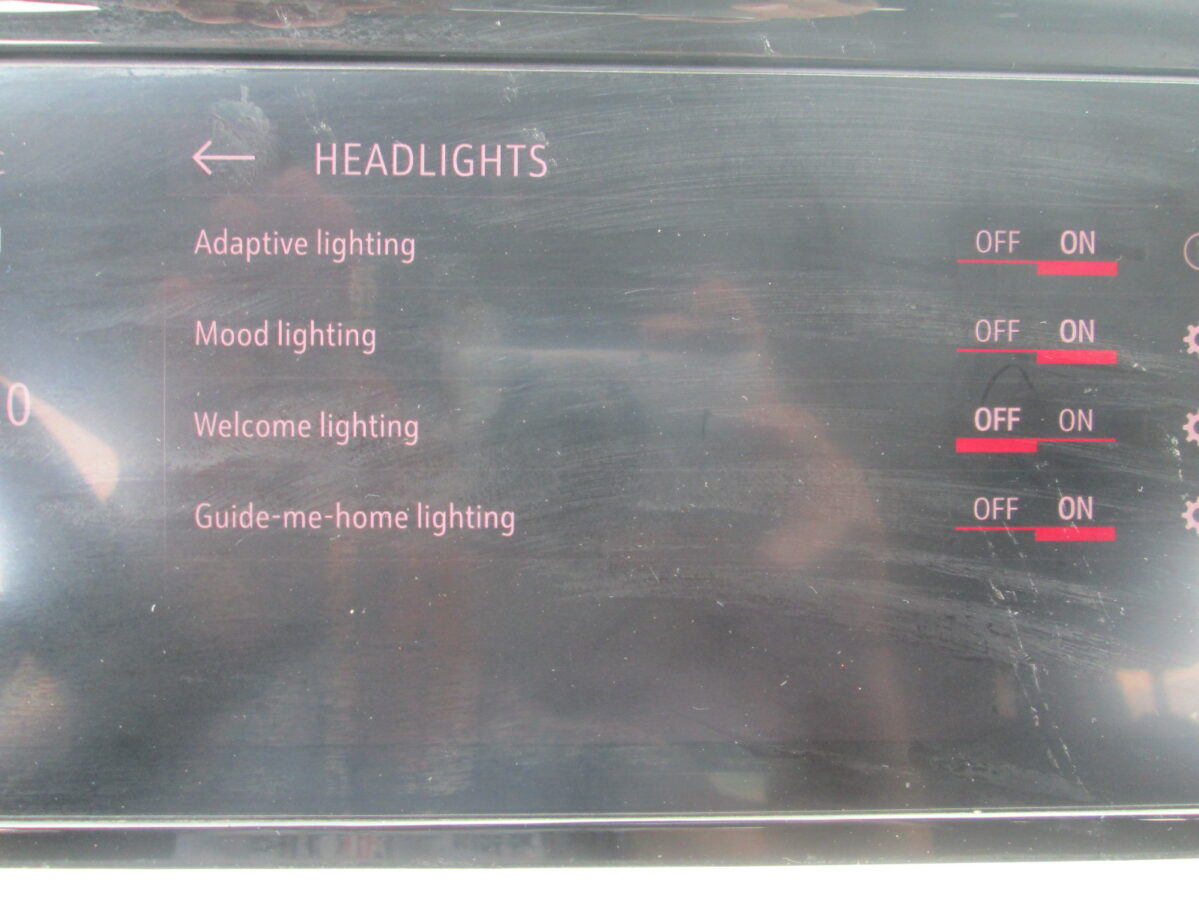 HEADLIGHTS
Adaptive lighting OFF ON
Mood lighting OFF ON
0
Welcome lighting OFF ON
Guide-me-home lighting OFF ON